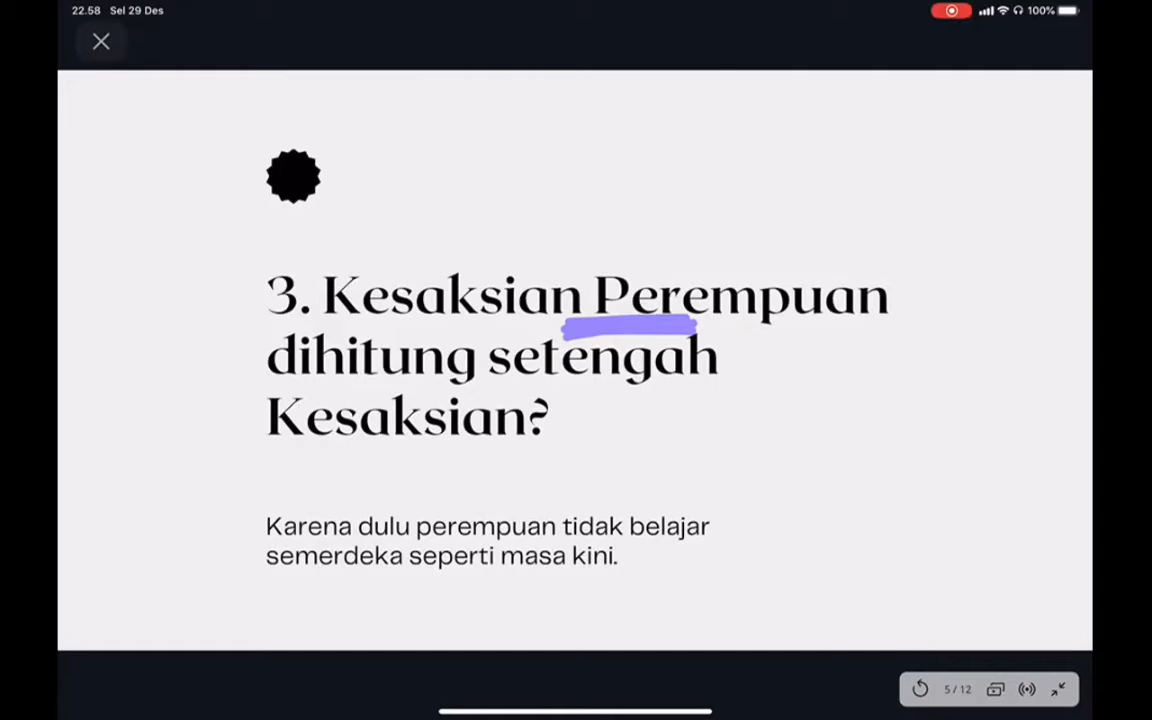 22.58 Sel 29 Des
100%
3. Kesaksian Perempuan
dihitung setengah
Kesaksian?
Karena dulu perempuan tidak belajar
semerdeka seperti masa kini.
5 / 12